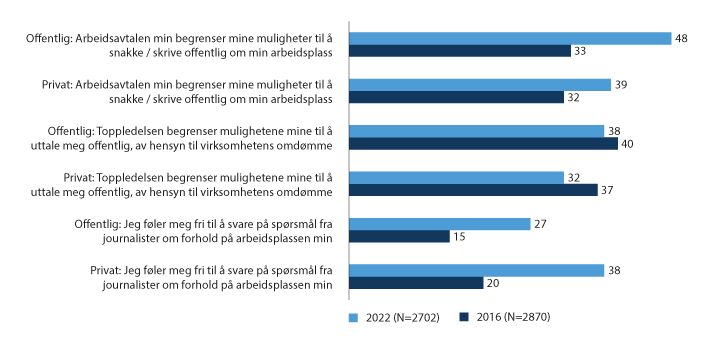 Offentlig: Arbeidsavtalen min begrenser mine muligheter til å
snakke / skrive offentlig om min arbeidsplass
48
33
Privat: Arbeidsavtalen min begrenser mine muligheter til å
snakke / skrive offentlig om min arbeidsplass
39
32
Offentlig: Toppledelsen begrenser mulighetene mine til å
uttale meg offentlig, av hensyn til virksomhetens omdømme
38
40
Privat: Toppledelsen begrenser mulighetene mine til å
uttale meg offentlig, av hensyn til virksomhetens omdømme
32
37
Offentlig: Jeg føler meg fri til å svare på spørsmål fra
journalister om forhold på arbeidsplassen min
27
15
Privat: Jeg føler meg fri til å svare på spørsmål fra
journalister om forhold på arbeidsplassen min
38
20
2022 (N=2702) 2016 (N=2870)